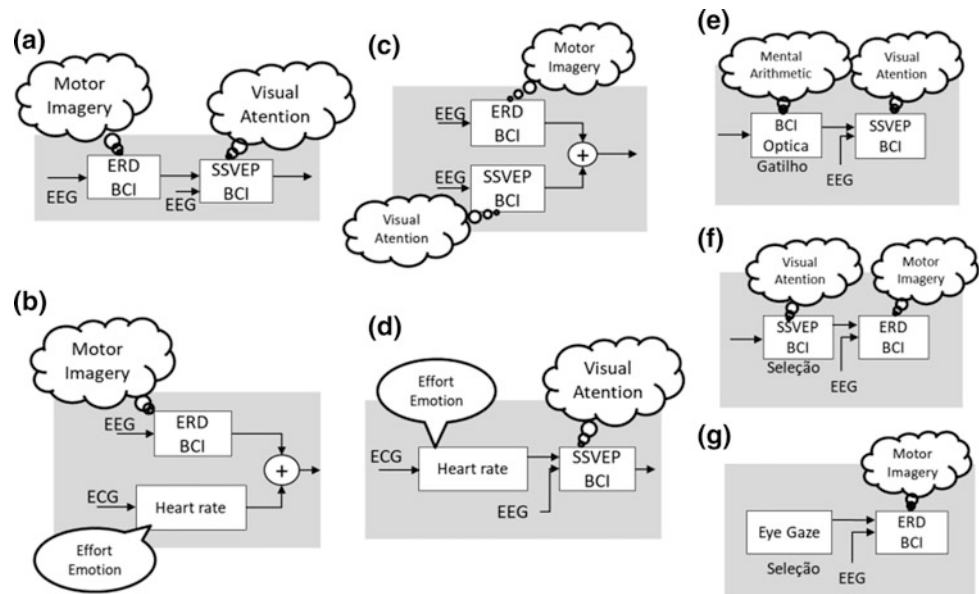 (a)
Motor
Imagery
Visual
Atention
EEG
ERD
BCI
EEG
SSVEP
BCI
(b)
Motor
Imagery
EEG
ERD
BCI
+
ECG
Heart rate
Effort
Emotion
(c)
Motor
Imagery
EEG
ERD
BCI
+
EEG
SSVEP
BCI
Visual
Atention
(d)
Effort
Emotion
Visual
Atention
ECG
Heart rate
SSVEP
BCI
EEG
(e)
Mental
Arithmetic
Visual
Atention
BCI
Optica
Gatilho
SSVEP
BCI
EEG
(f)
Visual
Atention
Motor
Imagery
SSVEP
BCI
Seleção
ERD
BCI
EEG
(g)
Motor
Imagery
Eye Gaze
Seleção
ERD
BCI
EEG